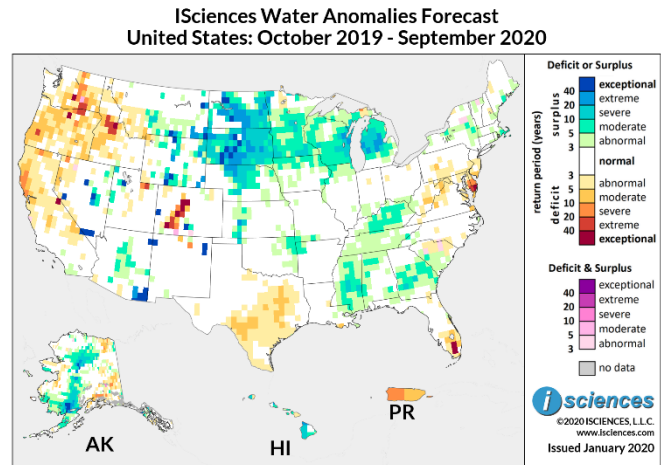 ISciences Water Anomalies Forecast
United States: October 2019 - September 2020
Deficit or Surplus
exceptional
40
extreme
20
severe
10
moderate
5
abnormal
3
surplus
normal
return period (years)
3
abnormal
5
moderate
10
severe
20
extreme
40
exceptional
deficit
Deficit & Surplus
exceptional
40
extreme
20
severe
10
moderate
5
abnormal
3
no data
i sciences
©2020 ISCIENCES, L.L.C.
www.isciences.com
Issued January 2020
AK
HI
PR